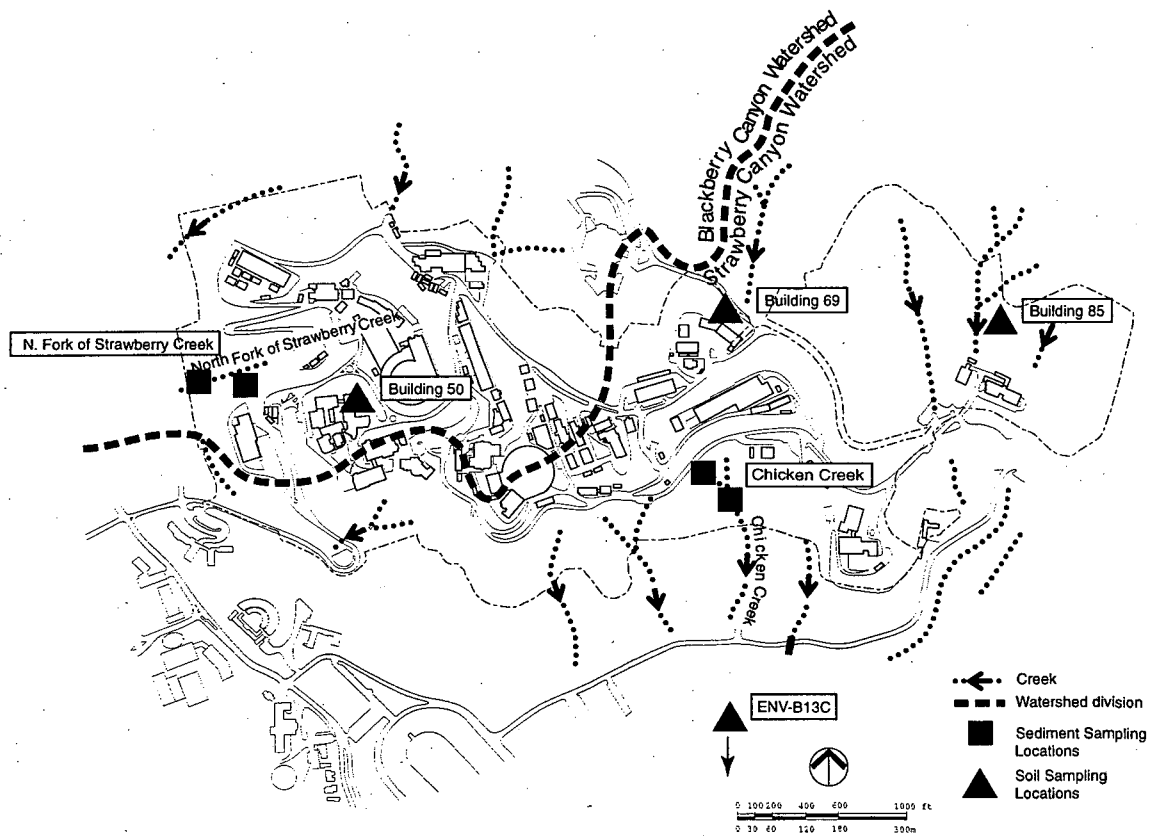 Blackberry Canyon Watershed
Strawberry Canyon Watershed
Building 69
Building 85
N. Fork of Strawberry Creek
North Fork of Strawberry Creek
Building 50
Chicken Creek
Chicken Creek
ENV-B13C
Creek
Watershed division
Sediment Sampling
Locations
Soil Sampling
Locations
0 100 200 400 600 1000 ft
0 30 60 120 180 300m